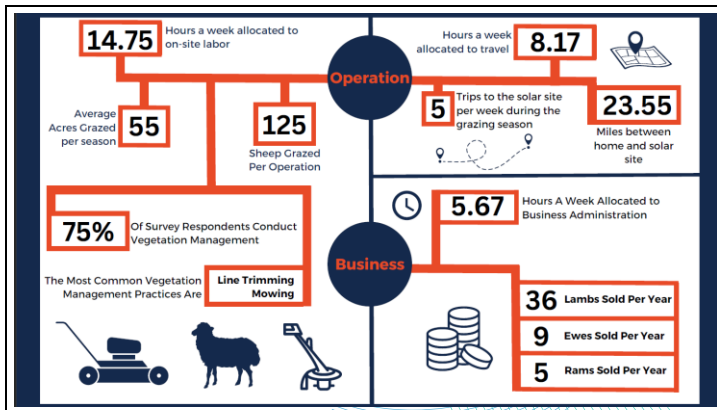 14.75
Hours a week allocated to
on-site labor
Average
Acres Grazed
per season
55
125
Sheep Grazed
Per Operation
75%
Of Survey Respondents Conduct
Vegetation Management
The Most Common Vegetation
Management Practices Are
Line Trimming
Mowing
Operation
Hours a week
allocated to travel
8.17
5
Trips to the solar site
per week during the
grazing season
23.55
Miles between
home and solar
site
Business
5.67
Hours A Week Allocated to
Business Administration
36 Lambs Sold Per Year
9 Ewes Sold Per Year
5 Rams Sold Per Year